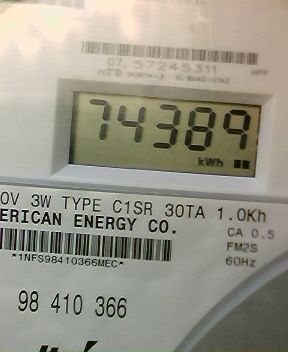 07. 57245311
HPP
74389
kWh
0V 3W TYPE C1SR 30TA 1.0Kh
ERICAN ENERGY CO.
CA 0.5
FM2S
60Hz
*1NFS98410366MEC*
98 410 366